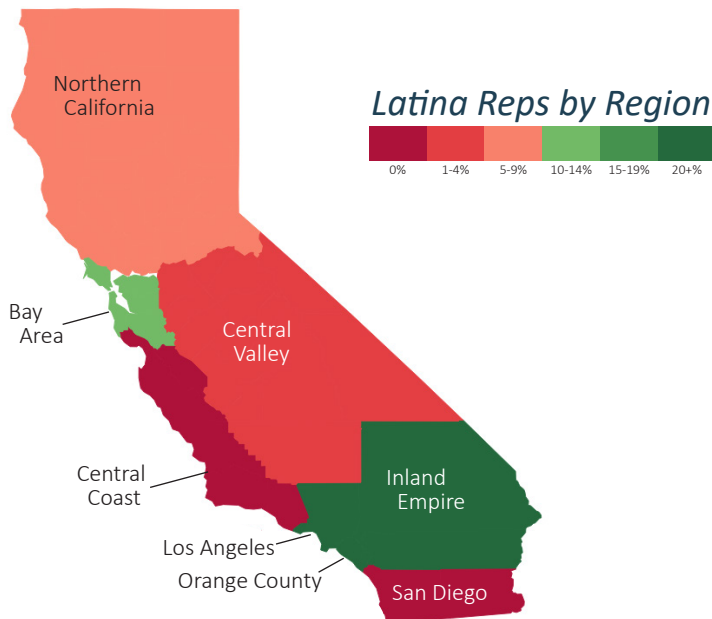 Northern
California
Latina Reps by Region
0% 1-4% 5-9% 10-14% 15-19% 20+%
Bay
Area
Central
Valley
Central
Coast
Inland
Empire
Los Angeles
Orange County
San Diego